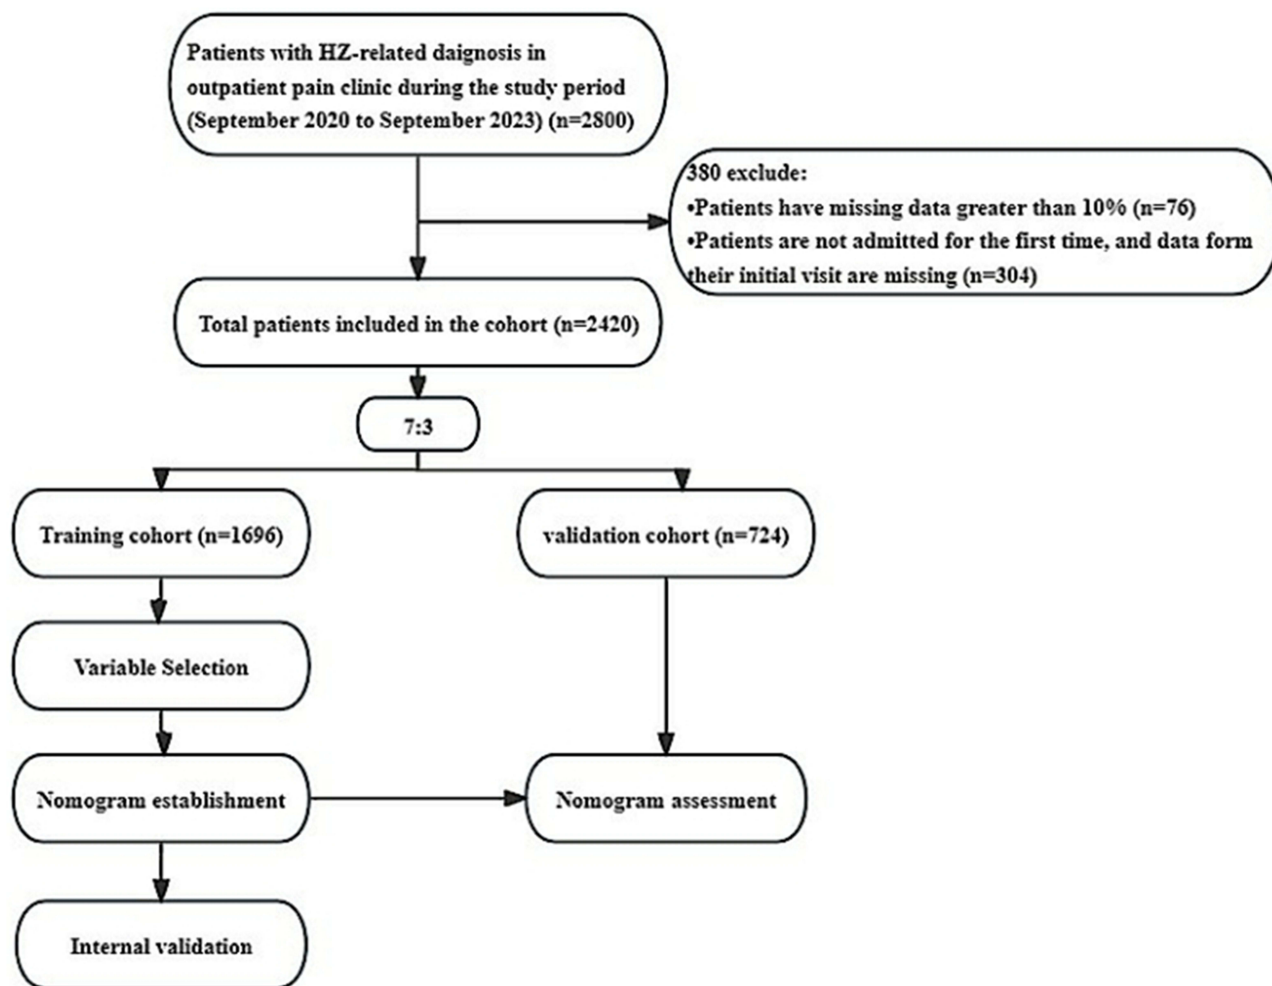 Patients with HZ-related daignosis in
outpatient pain clinic during the study period
(September 2020 to September 2023) (n=2800)
380 exclude:
•Patients have missing data greater than 10% (n=76)
•Patients are not admitted for the first time, and data form
their initial visit are missing (n=304)
Total patients included in the cohort (n=2420)
7:3
Training cohort (n=1696)
validation cohort (n=724)
Variable Selection
Nomogram establishment
Nomogram assessment
Internal validation